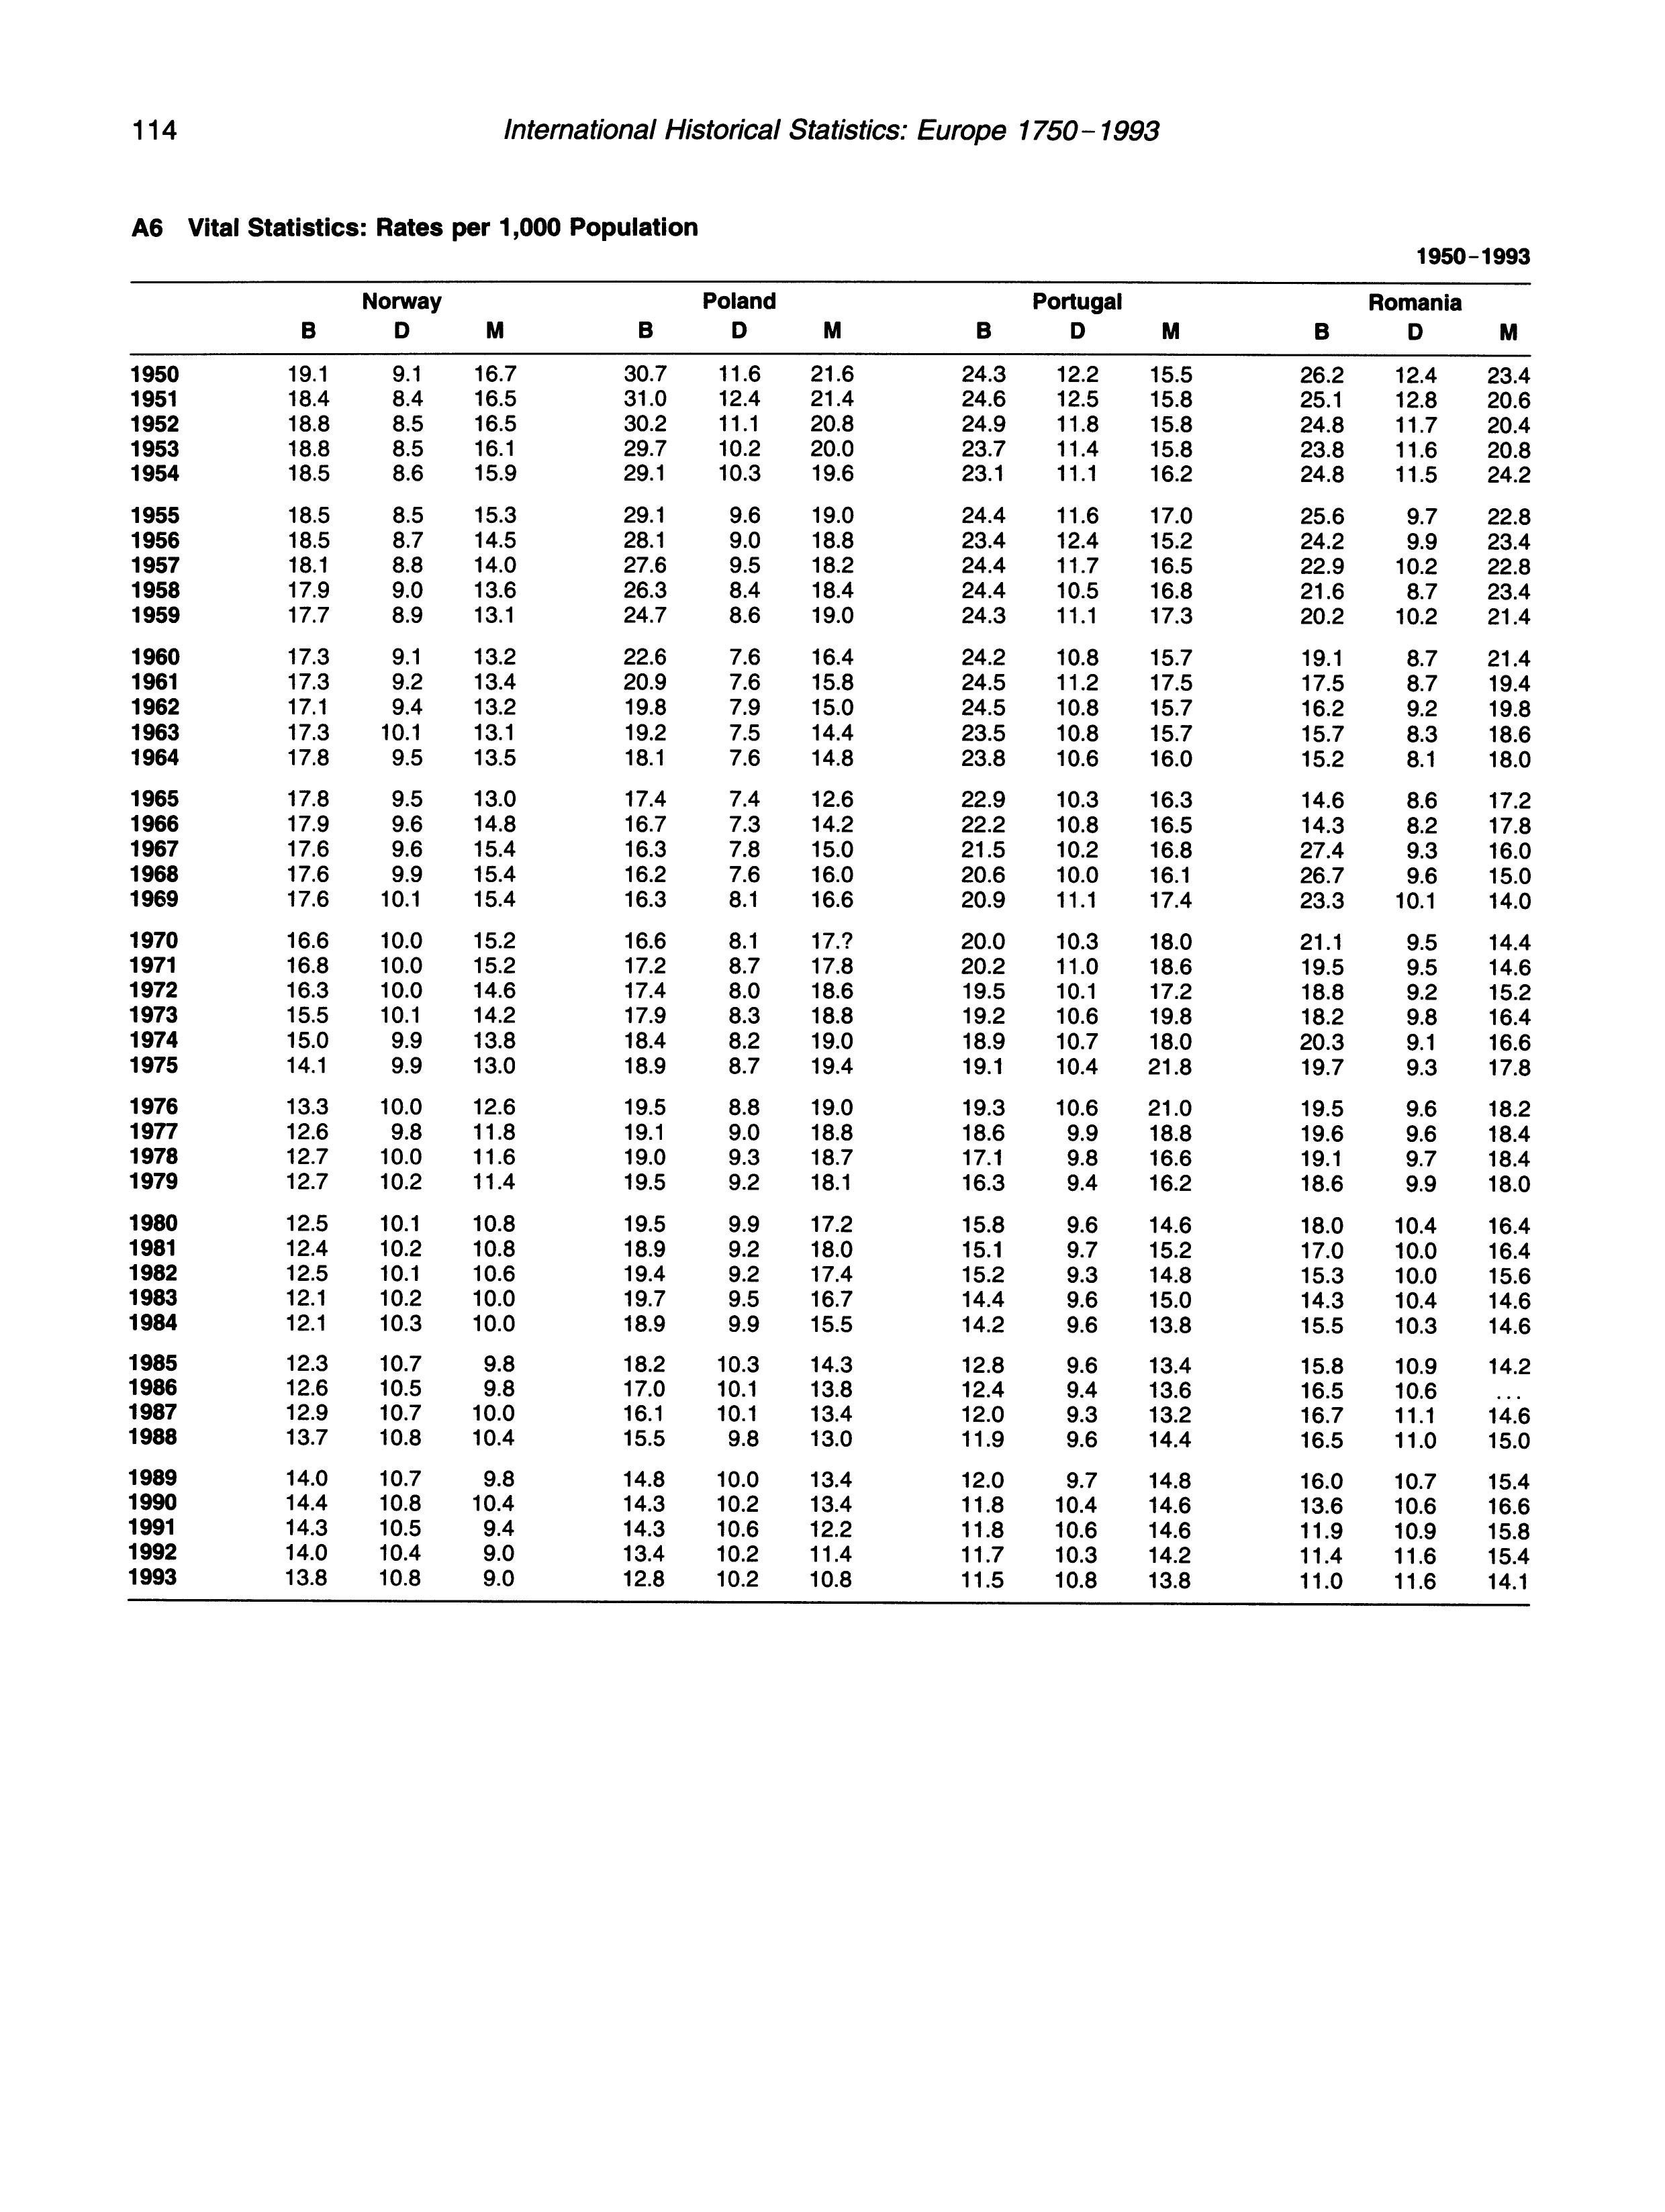 114 International Historical Statistics: Europe 1750–1993
A6 Vital Statistics: Rates per 1,000 Population
1950–1993
Norway Poland Portugal Romania
B D M B D M B D M B D M
1950 19.1 9.1 16.7 30.7 11.6 21.6 24.3 12.2 15.5 26.2 12.4 23.4
1951 18.4 8.4 16.5 31.0 12.4 21.4 24.6 12.5 15.8 25.1 12.8 20.6
1952 18.8 8.5 16.5 30.2 11.1 20.8 24.9 11.8 15.8 24.8 11.7 20.4
1953 18.8 8.5 16.1 29.7 10.2 20.0 23.7 11.4 15.8 23.8 11.6 20.8
1954 18.5 8.6 15.9 29.1 10.3 19.6 23.1 11.1 16.2 24.8 11.5 24.2
1955 18.5 8.5 15.3 29.1 9.6 19.0 24.4 11.6 17.0 25.6 9.7 22.8
1956 18.5 8.7 14.5 28.1 9.0 18.8 23.4 12.4 15.2 24.2 9.9 23.4
1957 18.1 8.8 14.0 27.6 9.5 18.2 24.4 11.7 16.5 22.9 10.2 22.8
1958 17.9 9.0 13.6 26.3 8.4 18.4 24.4 10.5 16.8 21.6 8.7 23.4
1959 17.7 8.9 13.1 24.7 8.6 19.0 24.3 11.1 17.3 20.2 10.2 21.4
1960 17.3 9.1 13.2 22.6 7.6 16.4 24.2 10.8 15.7 19.1 8.7 21.4
1961 17.3 9.2 13.4 20.9 7.6 15.8 24.5 11.2 17.5 17.5 8.7 19.4
1962 17.1 9.4 13.2 19.8 7.9 15.0 24.5 10.8 15.7 16.2 9.2 19.8
1963 17.3 10.1 13.1 19.2 7.5 14.4 23.5 10.8 15.7 15.7 8.3 18.6
1964 17.8 9.5 13.5 18.1 7.6 14.8 23.8 10.6 16.0 15.2 8.1 18.0
1965 17.8 9.5 13.0 17.4 7.4 12.6 22.9 10.3 16.3 14.6 8.6 17.2
1966 17.9 9.6 14.8 16.7 7.3 14.2 22.2 10.8 16.5 14.3 8.2 17.8
1967 17.6 9.6 15.4 16.3 7.8 15.0 21.5 10.2 16.8 27.4 9.3 16.0
1968 17.6 9.9 15.4 16.2 7.6 16.0 20.6 10.0 16.1 26.7 9.6 15.0
1969 17.6 10.1 15.4 16.3 8.1 16.6 20.9 11.1 17.4 23.3 10.1 14.0
1970 16.6 10.0 15.2 16.6 8.1 17.? 20.0 10.3 18.0 21.1 9.5 14.4
1971 16.8 10.0 15.2 17.2 8.7 17.8 20.2 11.0 18.6 19.5 9.5 14.6
1972 16.3 10.0 14.6 17.4 8.0 18.6 19.5 10.1 17.2 18.8 9.2 15.2
1973 15.5 10.1 14.2 17.9 8.3 18.8 19.2 10.6 19.8 18.2 9.8 16.4
1974 15.0 9.9 13.8 18.4 8.2 19.0 18.9 10.7 18.0 20.3 9.1 16.6
1975 14.1 9.9 13.0 18.9 8.7 19.4 19.1 10.4 21.8 19.7 9.3 17.8
1976 13.3 10.0 12.6 19.5 8.8 19.0 19.3 10.6 21.0 19.5 9.6 18.2
1977 12.6 9.8 11.8 19.1 9.0 18.8 18.6 9.9 18.8 19.6 9.6 18.4
1978 12.7 10.0 11.6 19.0 9.3 18.7 17.1 9.8 16.6 19.1 9.7 18.4
1979 12.7 10.2 11.4 19.5 9.2 18.1 16.3 9.4 16.2 18.6 9.9 18.0
1980 12.5 10.1 10.8 19.5 9.9 17.2 15.8 9.6 14.6 18.0 10.4 16.4
1981 12.4 10.2 10.8 18.9 9.2 18.0 15.1 9.7 15.2 17.0 10.0 16.4
1982 12.5 10.1 10.6 19.4 9.2 17.4 15.2 9.3 14.8 15.3 10.0 15.6
1983 12.1 10.2 10.0 19.7 9.5 16.7 14.4 9.6 15.0 14.3 10.4 14.6
1984 12.1 10.3 10.0 18.9 9.9 15.5 14.2 9.6 13.8 15.5 10.3 14.6
1985 12.3 10.7 9.8 18.2 10.3 14.3 12.8 9.6 13.4 15.8 10.9 14.2
1986 12.6 10.5 9.8 17.0 10.1 13.8 12.4 9.4 13.6 16.5 10.6 ...
1987 12.9 10.7 10.0 16.1 10.1 13.4 12.0 9.3 13.2 16.7 11.1 14.6
1988 13.7 10.8 10.4 15.5 9.8 13.0 11.9 9.6 14.4 16.5 11.0 15.0
1989 14.0 10.7 9.8 14.8 10.0 13.4 12.0 9.7 14.8 16.0 10.7 15.4
1990 14.4 10.8 10.4 14.3 10.2 13.4 11.8 10.4 14.6 13.6 10.6 16.6
1991 14.3 10.5 9.4 14.3 10.6 12.2 11.8 10.6 14.6 11.9 10.9 15.8
1992 14.0 10.4 9.0 13.4 10.2 11.4 11.7 10.3 14.2 11.4 11.6 15.4
1993 13.8 10.8 9.0 12.8 10.2 10.8 11.5 10.8 13.8 11.0 11.6 14.1